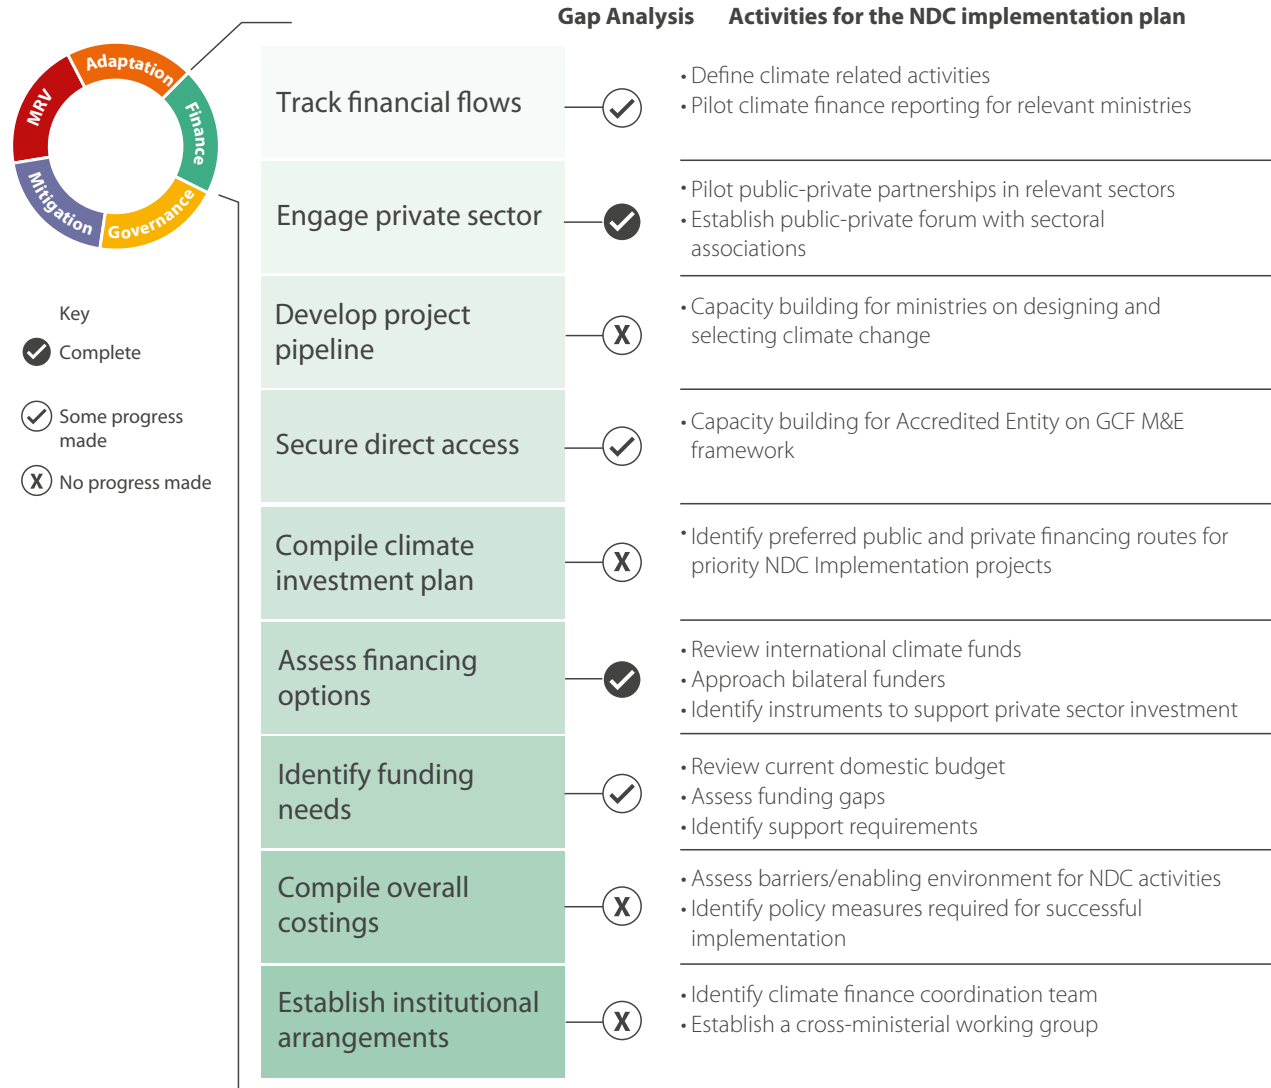 Gap Analysis
Activities for the NDC implementation plan
Adaptation
Finance
Governance
Mitigation
MRV
Key
Complete
Some progress
made
X
No progress made
Track financial flows
• Define climate related activities
• Pilot climate finance reporting for relevant ministries
Engage private sector
• Pilot public-private partnerships in relevant sectors
• Establish public-private forum with sectoral
associations
Develop project
pipeline
X
• Capacity building for ministries on designing and
selecting climate change
Secure direct access
• Capacity building for Accredited Entity on GCF M&E
framework
Compile climate
investment plan
X
• Identify preferred public and private financing routes for
priority NDC Implementation projects
Assess financing
options
• Review international climate funds
• Approach bilateral funders
• Identify instruments to support private sector investment
Identify funding
needs
• Review current domestic budget
• Assess funding gaps
• Identify support requirements
Compile overall
costings
X
• Assess barriers/enabling environment for NDC activities
• Identify policy measures required for successful
implementation
Establish institutional
arrangements
X
• Identify climate finance coordination team
• Establish a cross-ministerial working group